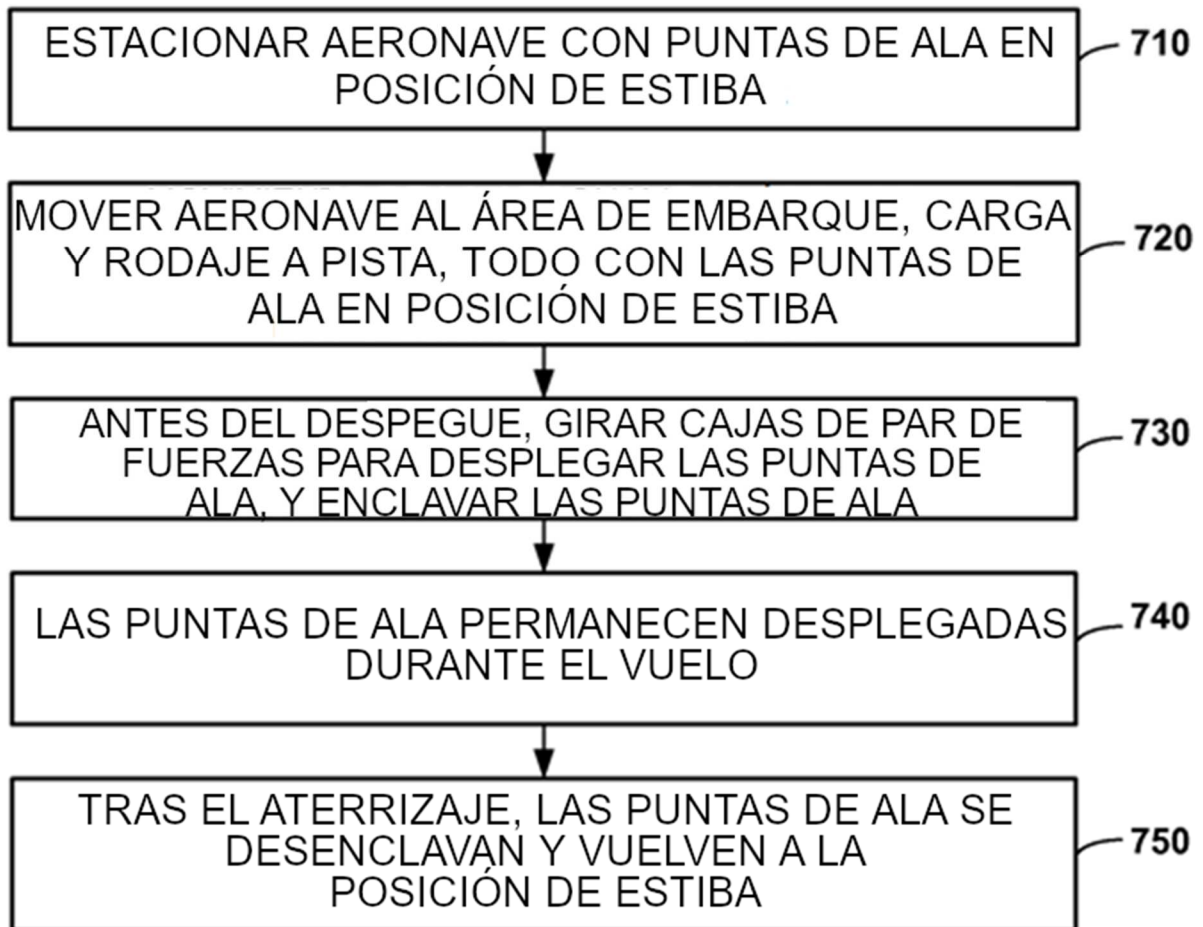 ESTACIONAR AERONAVE CON PUNTAS DE ALA EN
POSICIÓN DE ESTIBA
710
MOVER AERONAVE AL ÁREA DE EMBARQUE, CARGA
Y RODAJE A PISTA, TODO CON LAS PUNTAS DE
ALA EN POSICIÓN DE ESTIBA
720
ANTES DEL DESPEGUE, GIRAR CAJAS DE PAR DE
FUERZAS PARA DESPLEGAR LAS PUNTAS DE
ALA, Y ENCLAVAR LAS PUNTAS DE ALA
730
LAS PUNTAS DE ALA PERMANECEN DESPLEGADAS
DURANTE EL VUELO
740
TRAS EL ATERRIZAJE, LAS PUNTAS DE ALA SE
DESENCLAVAN Y VUELVEN A LA
POSICIÓN DE ESTIBA
750